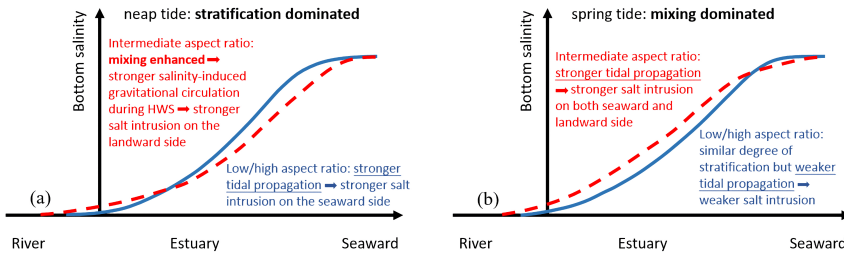 neap tide: stratification dominated
Bottom salinity
Intermediate aspect ratio:
mixing enhanced ➡
stronger salinity-induced
gravitational circulation
during HWS ➡ stronger
salt intrusion on the
landward side
Low/high aspect ratio: stronger
tidal propagation ➡ stronger salt
intrusion on the seaward side
(a)
River
Estuary
Seaward
spring tide: mixing dominated
Bottom salinity
Intermediate aspect ratio:
stronger tidal propagation
➡ stronger salt intrusion
on both seaward and
landward side
Low/high aspect ratio:
similar degree of
stratification but weaker
tidal propagation ➡
weaker salt intrusion
(b)
River
Estuary
Seaward